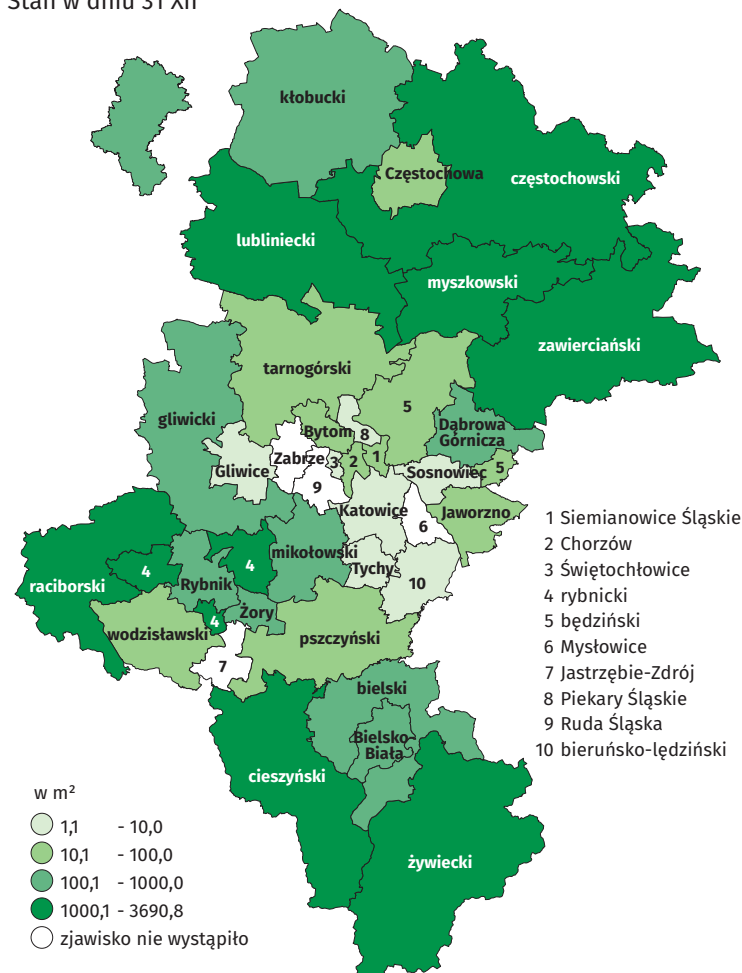 Stan w dniu 31 XII
kłobucki
Częstochowa
częstochowski
lubliniecki
myszkowski
zawierciański
tarnogórski
5
gliwicki
Bytom
8
Dąbrowa
Górnicza
Gliwice
Zabrze
3
2
1
Sosnowiec
5
9
Katowice
6
Jaworzno
mikołowski
Tychy
10
raciborski
4
Rybnik
4
4
Żory
wodzisławski
pszczyński
7
bielski
Bielsko-
Biała
cieszyński
żywiecki
1 Siemianowice Śląskie
2 Chorzów
3 Świętochłowice
4 rybnicki
5 będziński
6 Mysłowice
7 Jastrzębie-Zdrój
8 Piekary Śląskie
9 Ruda Śląska
10 bieruńsko-lędziński
w m²
1,1 - 10,0
10,1 - 100,0
100,1 - 1000,0
1000,1 - 3690,8
zjawisko nie wystąpiło